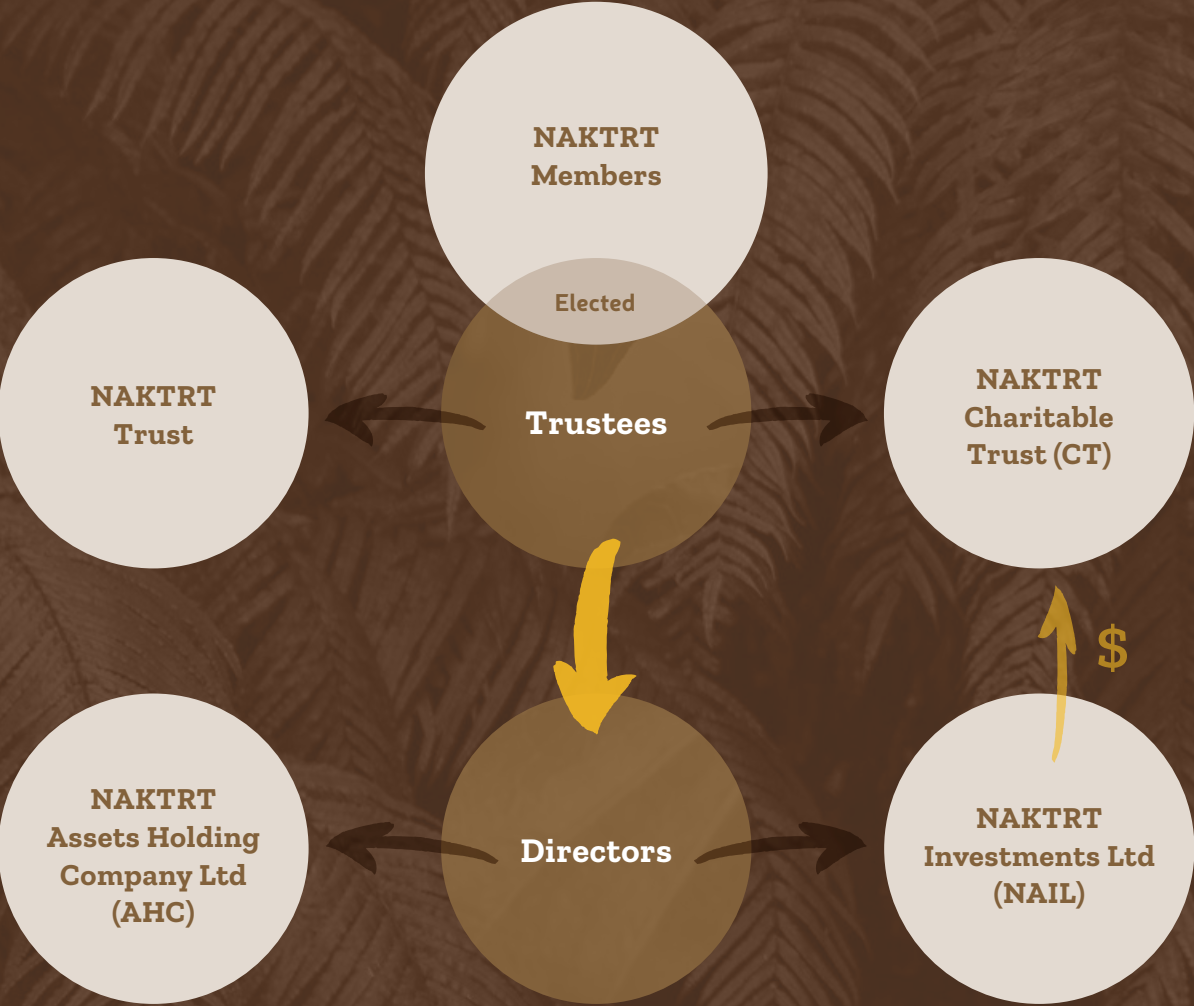 NAKTRT
Members
Elected
NAKTRT
Trust
Trustees
NAKTRT
Charitable
Trust (CT)
$
NAKTRT
Assets Holding
Company Ltd
(AHC)
Directors
NAKTRT
Investments Ltd
(NAIL)